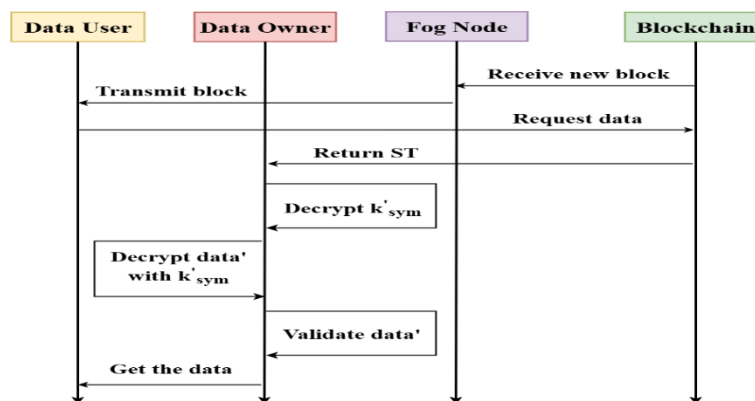 Data User
Data Owner
Fog Node
Blockchain
Receive new block
Transmit block
Request data
Return ST
Decrypt k'sym
Decrypt data'
with k'sym
Validate data'
Get the data